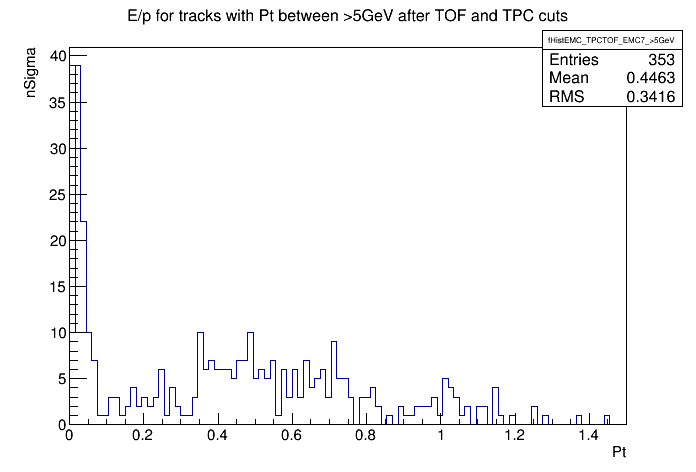 E/p for tracks with Pt between >5GeV after TOF and TPC cuts
fHistEMC_TPCTOF_EMC7_>5GeV
Entries 353
Mean 0.4463
RMS 0.3416
nSigma
40
35
30
25
20
15
10
5
0
0 0.2 0.4 0.6 0.8 1 1.2 1.4
Pt